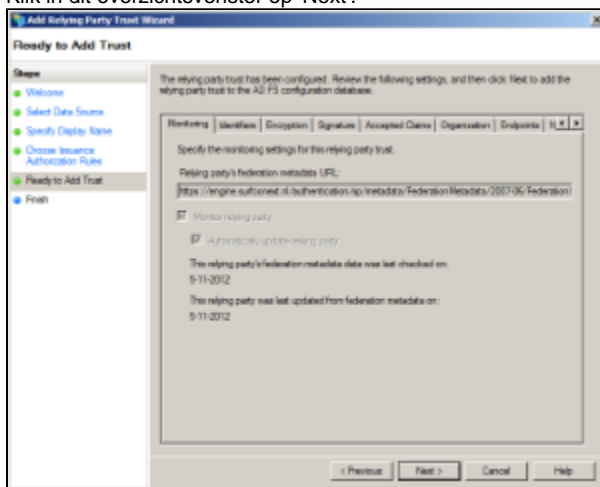 Klik in dit overzichtsvenster op 'Next'.
Add Relying Party Trust Wizard
Ready to Add Trust
Steps
Welcome
Select Data Source
Specify Display Name
Choose Issuance
Authorization Rules
Ready to Add Trust
Finish
The relying party trust has been configured. Review the following settings, and then click Next to add the
relying party trust to the AD FS configuration database.
Monitoring Identifiers Encryption Signature Accepted Claims Organization Endpoints N
Specify the monitoring settings for this relying party trust.
Relying party's federation metadata URL:
https://engine.surfconext.nl/authentication/sp/metadata/FederationMetadata/2007-06/Federation
Monitor relying party
Automatically update relying party
This relying party's federation metadata data was last checked on:
5-11-2012
This relying party was last updated from federation metadata on:
5-11-2012
< Previous Next > Cancel Help